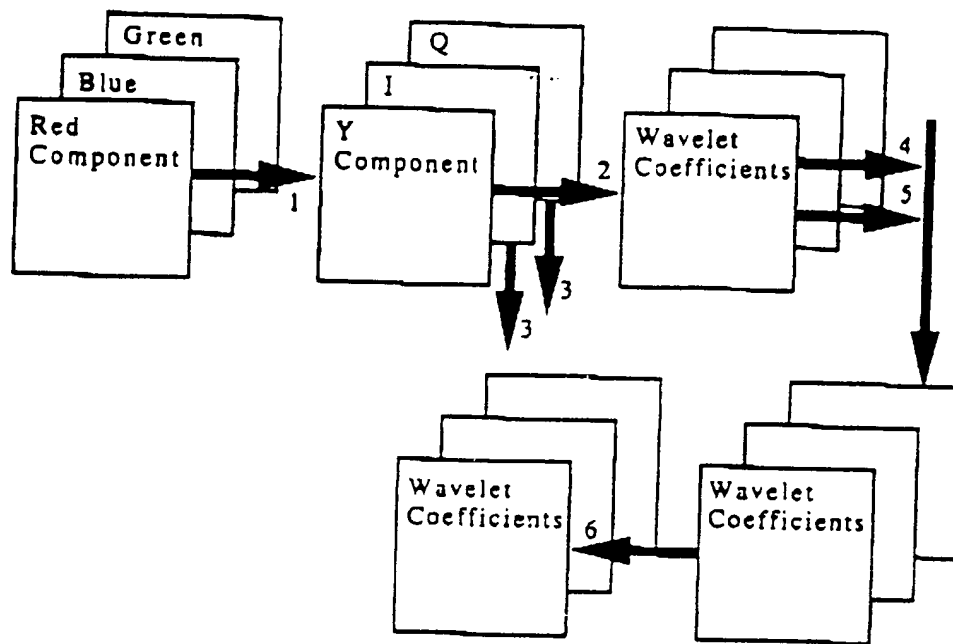 Green
Blue
Red
Component
1
Q
I
Y
Component
2
3
3
Wavelet
Coefficients
4
5
Wavelet
Coefficients
6
Wavelet
Coefficients